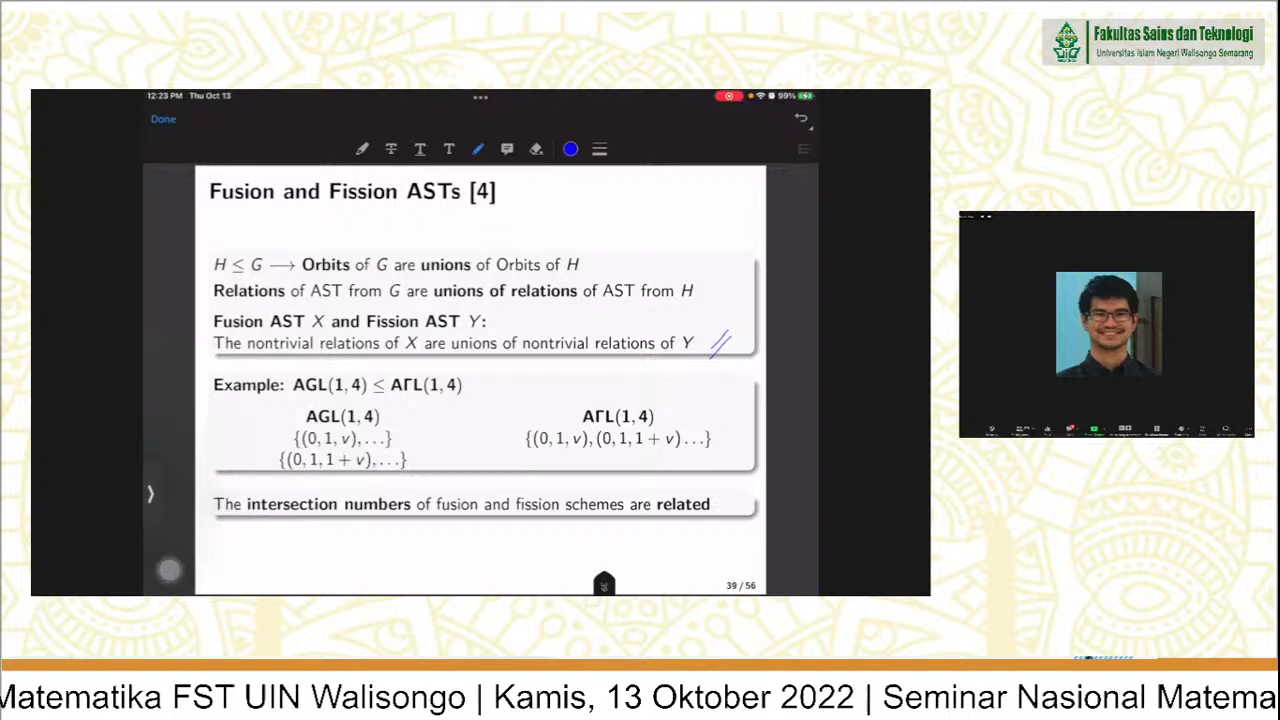 Fakultas Sains dan Teknologi
Universitas Islam Negeri Walisongo Semarang
12:23 PM Thu Oct 13
99%
Done
Fusion and Fission ASTs [4]
H ≤ G ⟶ Orbits of G are unions of Orbits of H
Relations of AST from G are unions of relations of AST from H
Fusion AST X and Fission AST Y:
The nontrivial relations of X are unions of nontrivial relations of Y
Example: AGL(1, 4) ≤ AΓL(1, 4)
AGL(1, 4)
{(0, 1, v), . . .}
{(0, 1, 1 + v), . . .}
AΓL(1, 4)
{(0, 1, v), (0, 1, 1 + v) . . .}
The intersection numbers of fusion and fission schemes are related
39
39 / 56
Matematika FST UIN Walisongo | Kamis, 13 Oktober 2022 | Seminar Nasional Matema